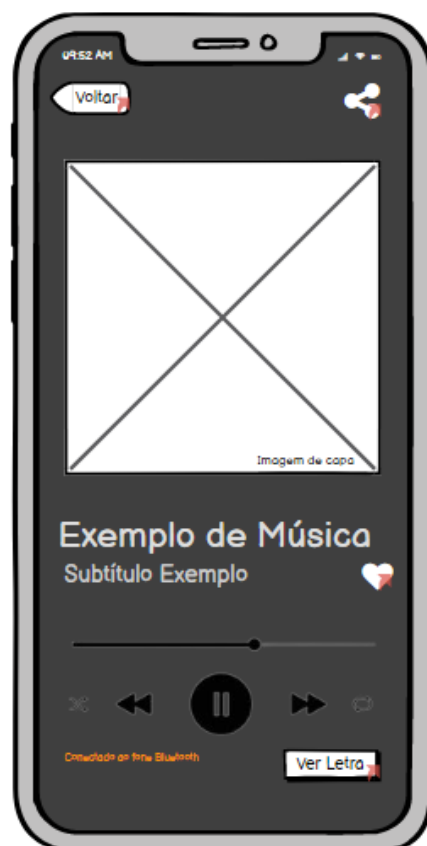 09:52 AM
Voltar
Imagem de capa
Exemplo de Música
Subtítulo Exemplo
Conectado ao fone Bluetooth
Ver Letra